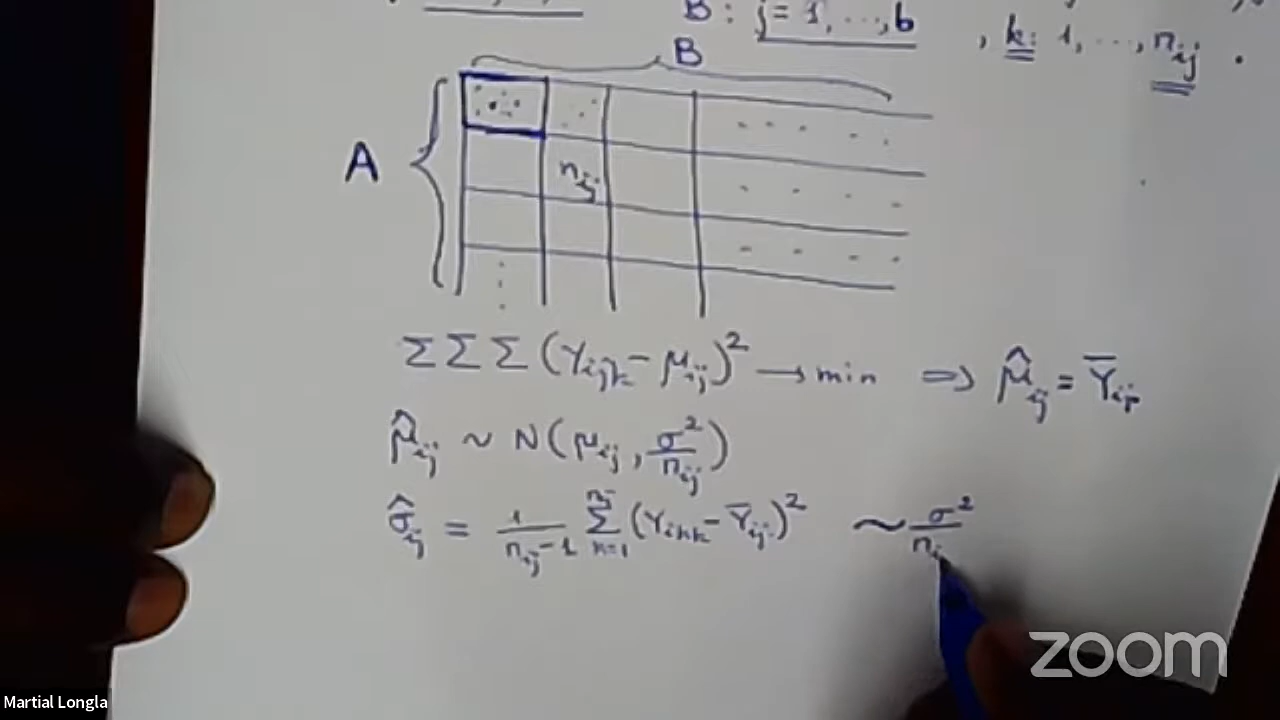 B : j = 1, ..., b , k: 1, ..., n_ij .
B
A
n_ij
Σ Σ Σ (Y_ijk - μ_ij)² → min ⇒ μ̂_ij = Ȳ_ij.
μ̂_ij ~ N(μ_ij, σ²/n_ij)
σ̂_ij = 1/(n_ij - 1) Σ_{k=1}^{n_ij} (Y_ijk - Ȳ_ij.)² ~ σ²/n_i
zoom
Martial Longla